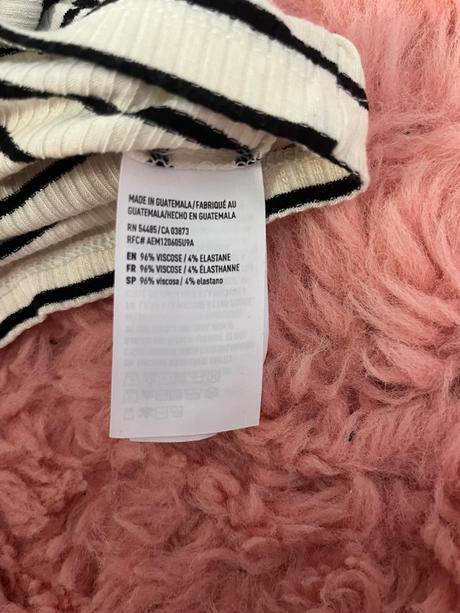 MADE IN GUATEMALA/FABRIQUÉ AU
GUATEMALA/HECHO EN GUATEMALA
RN 54485/CA 03873
RFC# AEM120605U9A
EN 96% VISCOSE / 4% ELASTANE
FR 96% VISCOSE / 4% ÉLASTHANNE
SP 96% viscosa / 4% elastano